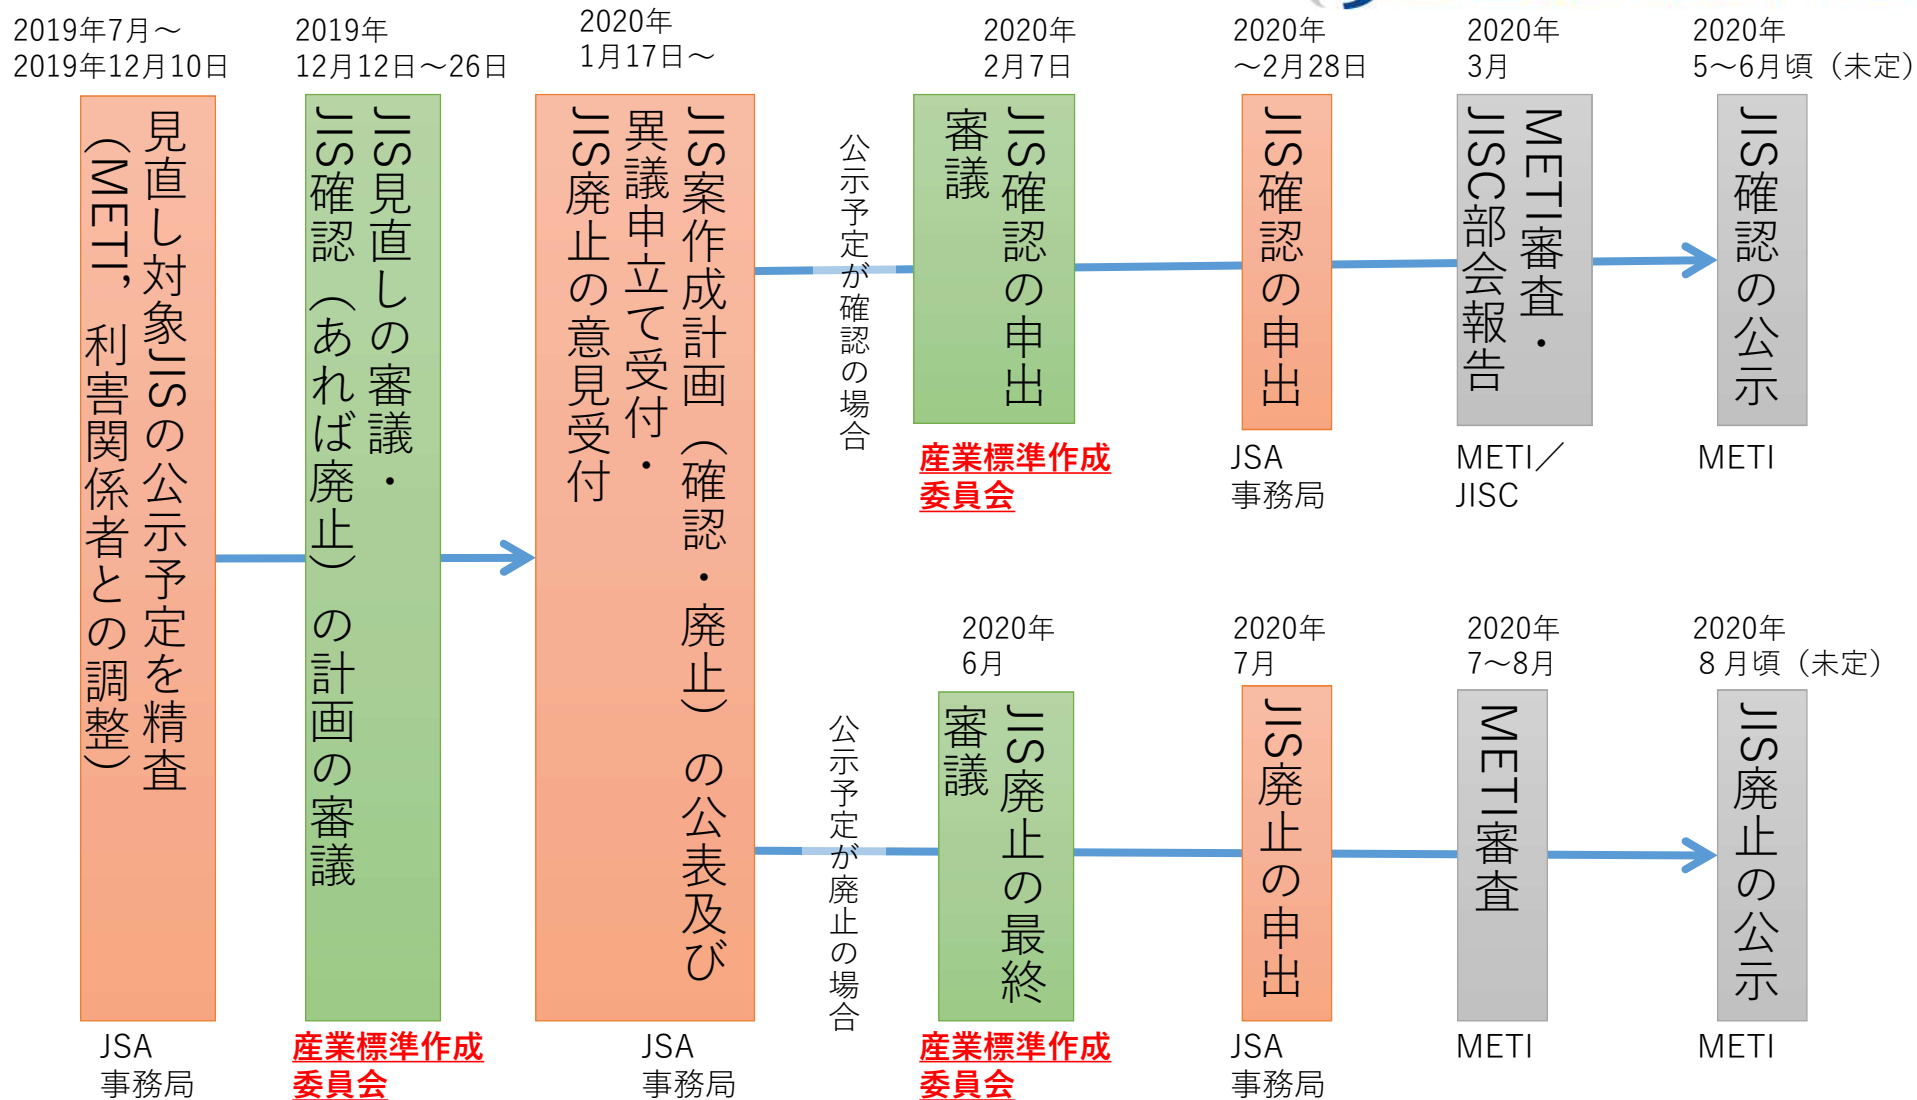 2019年7月～
2019年12月10日
見直し対象JISの公示予定を精査
（METI，利害関係者との調整）
JSA
事務局
2019年
12月12日～26日
JIS見直しの審議・
JIS確認（あれば廃止）の計画の審議
産業標準作成
委員会
2020年
1月17日～
JIS案作成計画（確認・廃止）の公表及び
異議申立て受付・
JIS廃止の意見受付
JSA
事務局
公示予定が確認の場合
2020年
2月7日
JIS確認の申出
審議
産業標準作成
委員会
2020年
～2月28日
JIS確認の申出
JSA
事務局
2020年
3月
METI審査・
JISC部会報告
METI／
JISC
2020年
5～6月頃（未定）
JIS確認の公示
METI
公示予定が廃止の場合
2020年
6月
JIS廃止の最終
審議
産業標準作成
委員会
2020年
7月
JIS廃止の申出
JSA
事務局
2020年
7～8月
METI審査
METI
2020年
８月頃（未定）
JIS廃止の公示
METI